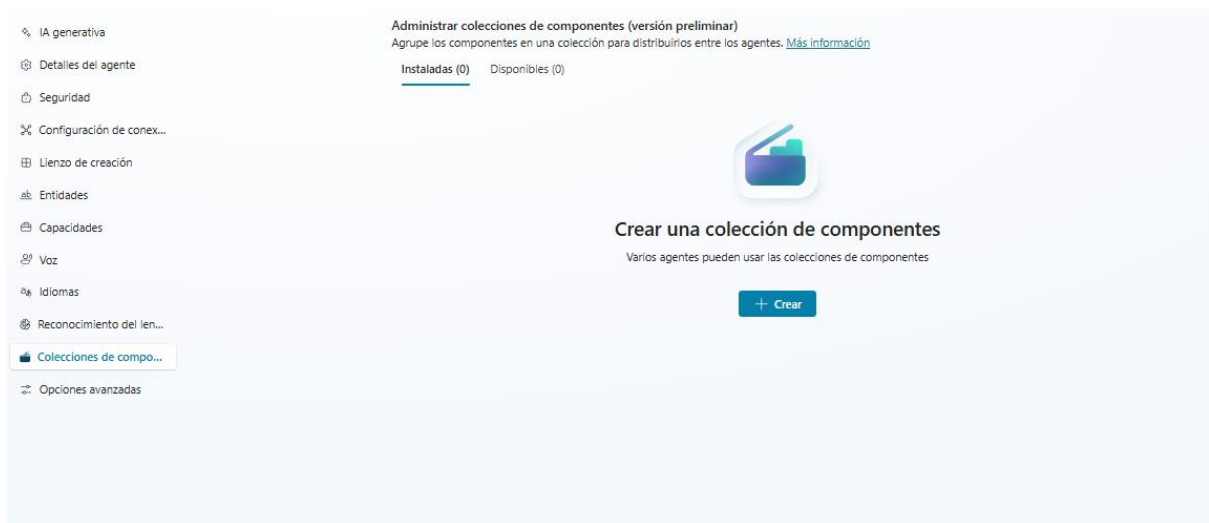 IA generativa
Detalles del agente
Seguridad
Configuración de conex...
Lienzo de creación
Entidades
Capacidades
Voz
Idiomas
Reconocimiento del len...
Colecciones de compo...
Opciones avanzadas
Administrar colecciones de componentes (versión preliminar)
Agrupe los componentes en una colección para distribuirlos entre los agentes. Más información
Instaladas (0) Disponibles (0)
Crear una colección de componentes
Varios agentes pueden usar las colecciones de componentes
+ Crear